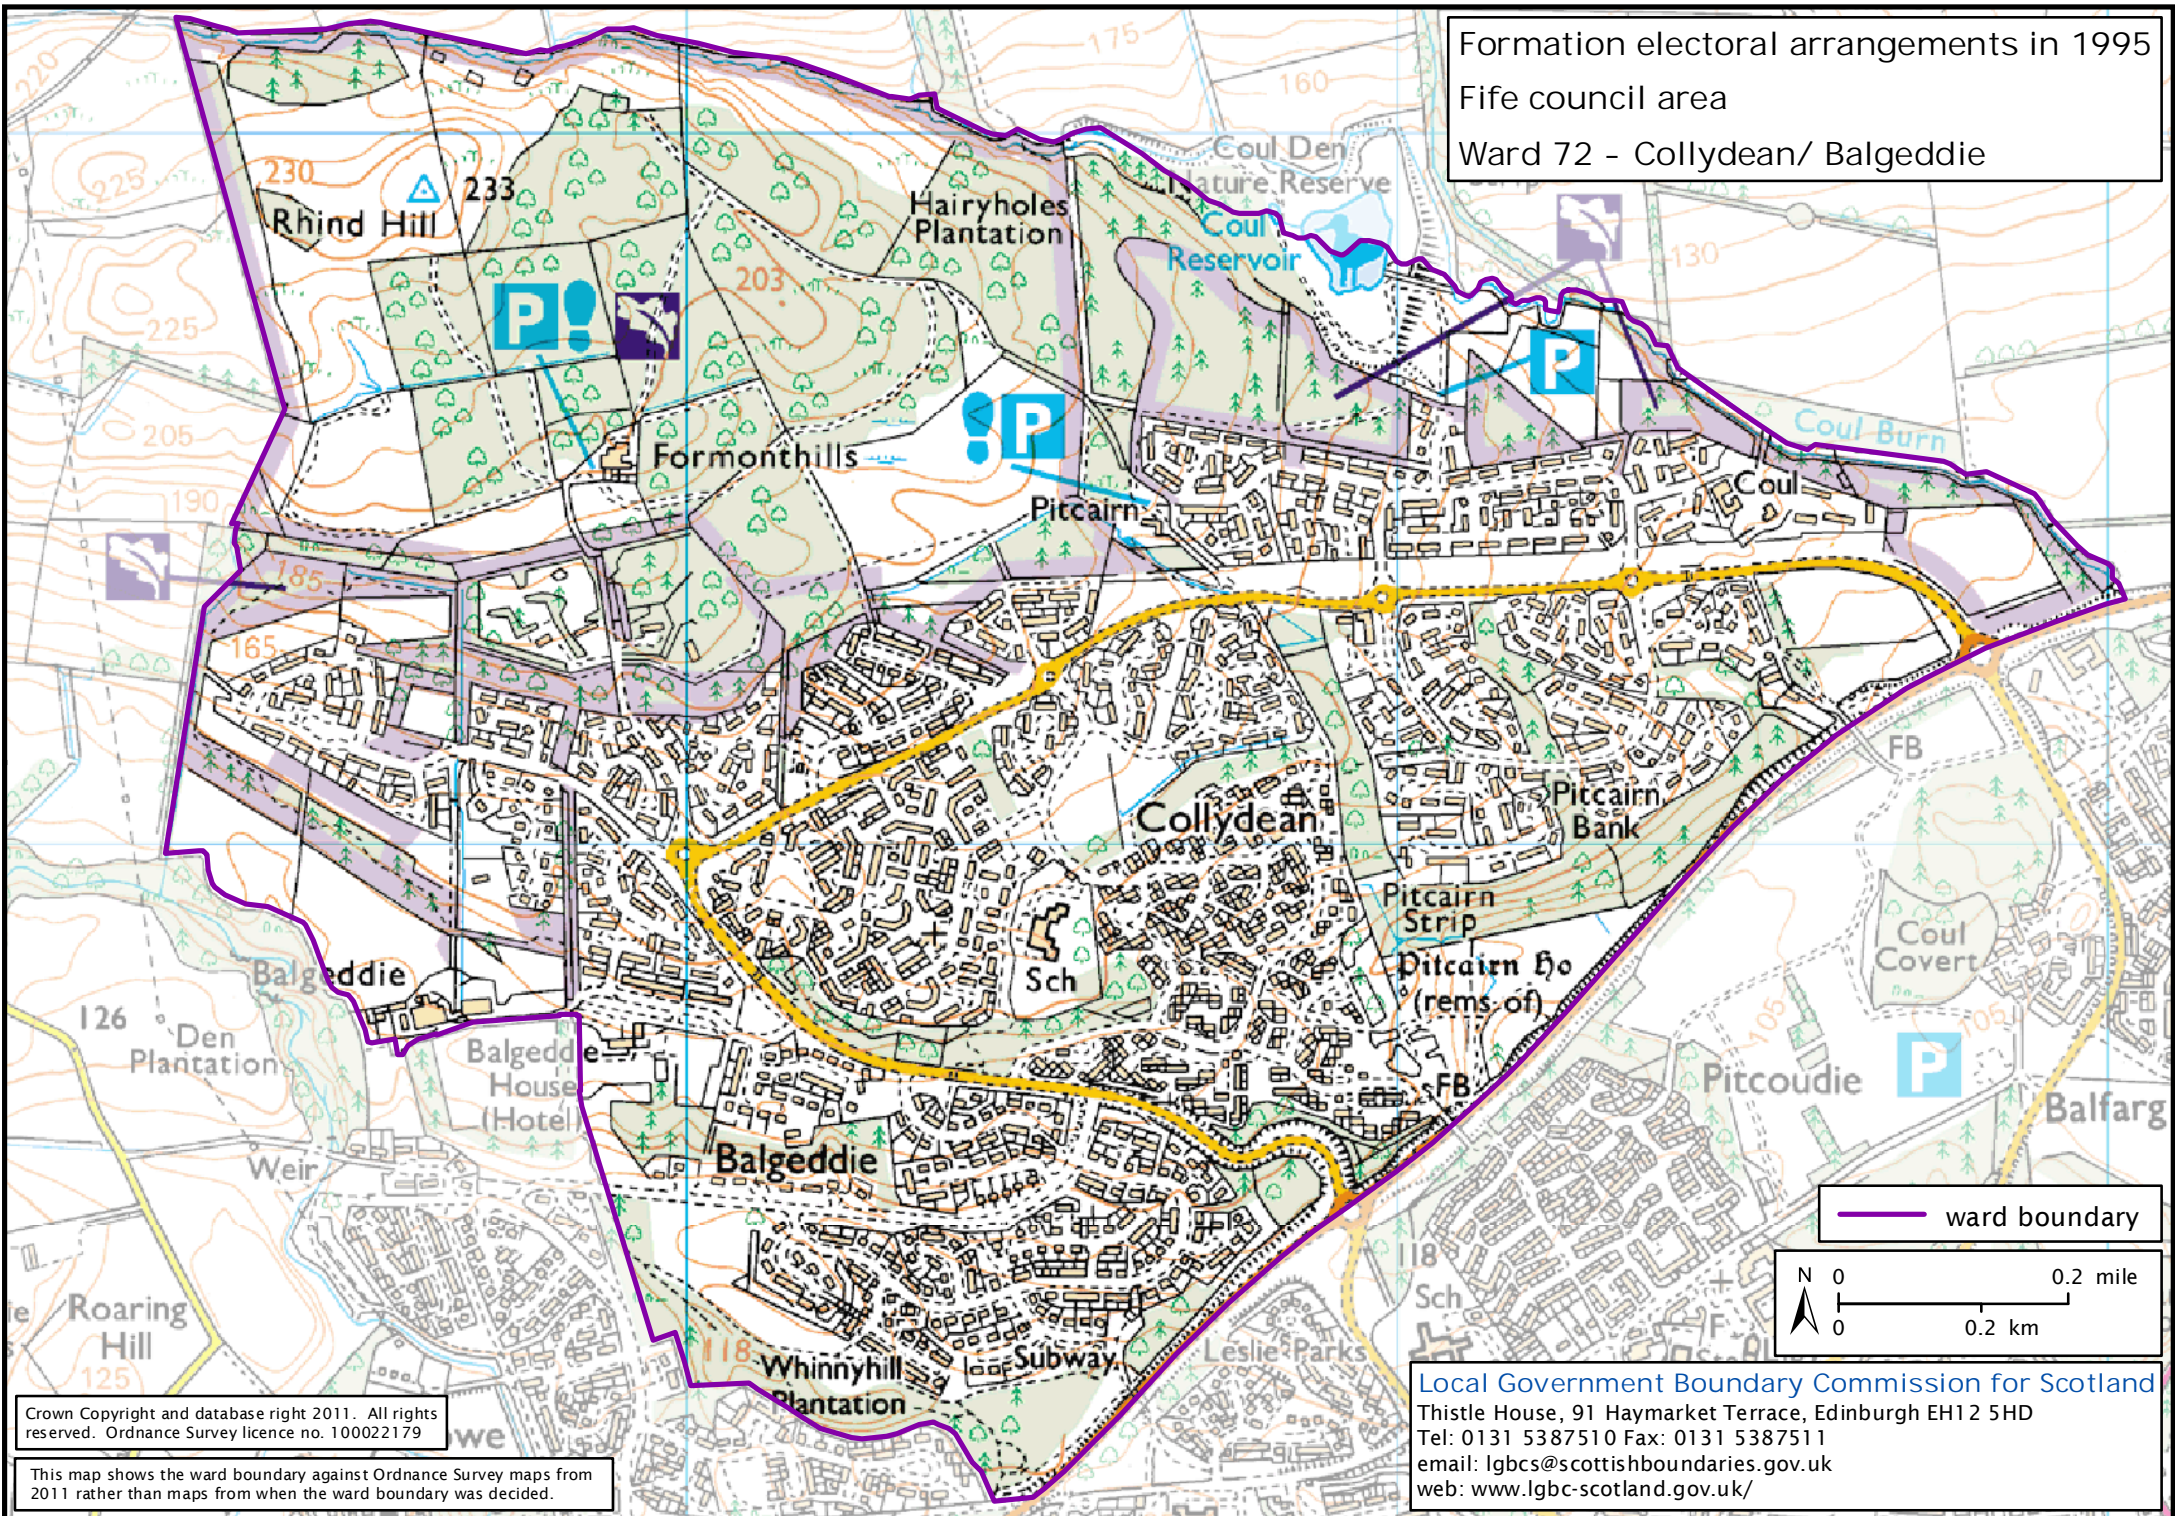 Formation electoral arrangements in 1995
Fife council area
Ward 72 - Collydean/ Balgeddie
175
160
220
225
230
233
Rhind Hill
Hairyholes
Plantation
Coul Den
Nature Reserve
Coul
Reservoir
130
203
225
205
190
Formonthills
Pitcairn
Coul
Coul Burn
185
165
FB
Collydean
Pitcairn
Bank
Pitcairn
Strip
Pitcairn Ho
(rems of)
Sch
Coul
Covert
Balgeddie
126
Den
Plantation
Balgeddie
House
(Hotel)
105
105
P
P
P
P
Pitcoudie
Balfarg
FB
Weir
Balgeddie
Roaring
Hill
125
118
Whinnyhill
Plantation
Subway
Leslie Parks
118
Sch
ward boundary
N 0 0.2 mile
0 0.2 km
Crown Copyright and database right 2011. All rights
reserved. Ordnance Survey licence no. 100022179
This map shows the ward boundary against Ordnance Survey maps from
2011 rather than maps from when the ward boundary was decided.
Local Government Boundary Commission for Scotland
Thistle House, 91 Haymarket Terrace, Edinburgh EH12 5HD
Tel: 0131 5387510 Fax: 0131 5387511
email: lgbcs@scottishboundaries.gov.uk
web: www.lgbc-scotland.gov.uk/